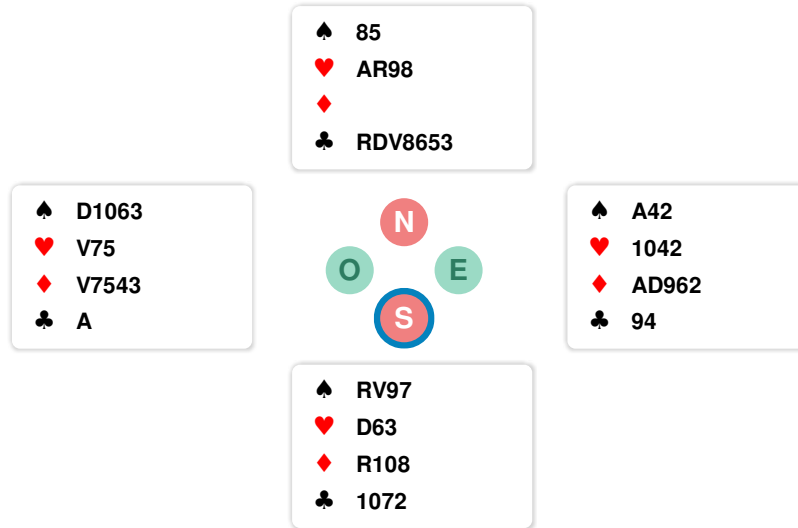 ♠ 85
♥ AR98
♦
♣ RDV8653
♠ D1063
♥ V75
♦ V7543
♣ A
N
O E
S
♠ A42
♥ 1042
♦ AD962
♣ 94
♠ RV97
♥ D63
♦ R108
♣ 1072